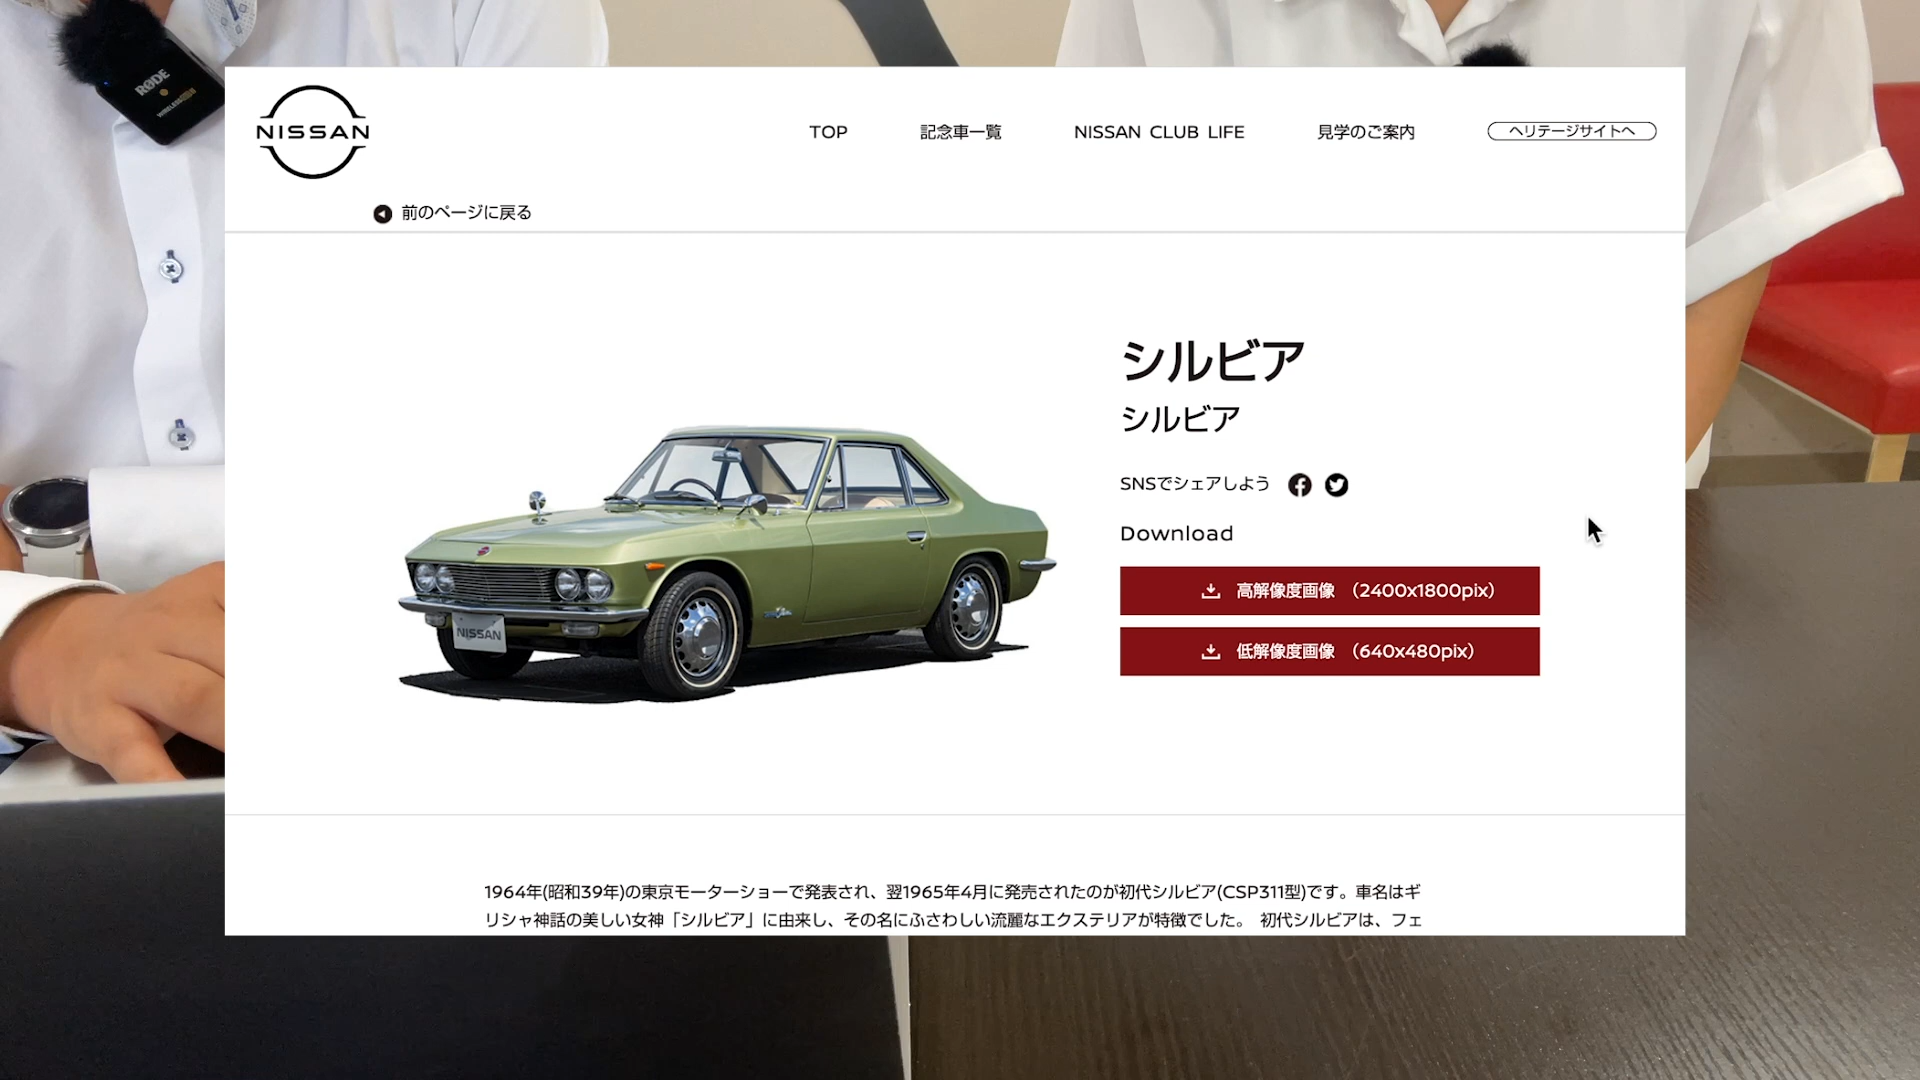 RØDE
NISSAN
TOP
記念車一覧
NISSAN CLUB LIFE
見学のご案内
ヘリテージサイトへ
前のページに戻る
シルビア
シルビア
SNSでシェアしよう
Download
高解像度画像 （2400x1800pix）
低解像度画像 （640x480pix）
NISSAN
1964年(昭和39年)の東京モーターショーで発表され、翌1965年4月に発売されたのが初代シルビア(CSP311型)です。車名はギ
リシャ神話の美しい女神「シルビア」に由来し、その名にふさわしい流麗なエクステリアが特徴でした。 初代シルビアは、フェ